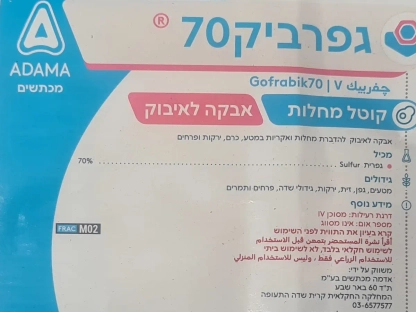 ADAMA
מכתשים
גפרביק70 ®
چفربيك Gofrabik70 | V
קוטל מחלות
אבקה לאיבוק
אבקה לאיבוק להדברת מחלות ואקריות במטע, כרם, ירקות ופרחים
מכיל
גפרית Sulfur 70%
גידולים
מטעים, גפן, זית, ירקות, גידולי שדה, פרחים ותמרים
מידע נוסף
דרגת רעילות: מסוכן IV
מספר אום: אינו מסווג
קרא בעיון את התווית לפני השימוש
أقرأ نشرة المستحضر بتمعن قبل الاستخدام
לשימוש חקלאי בלבד, לא לשימוש ביתי
للاستخدام الزراعي فقط، وليس للاستخدام المنزلي
FRAC M02
משווק על ידי:
אדמה מכתשים בע"מ
ת"ד 60 באר שבע
המחלקה החקלאית קרית שדה התעופה
03-6577577